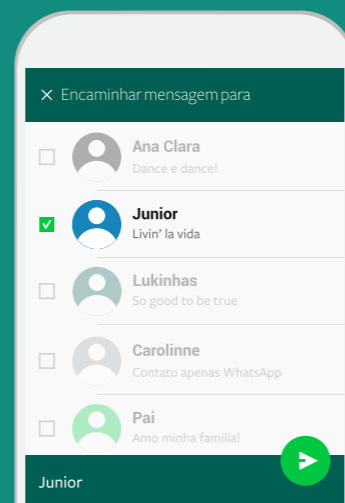 Encaminhar mensagem para
Ana Clara
Dance e dance!
Junior
Livin' la vida
Lukinhas
So good to be true
Carolinne
Contato apenas WhatsApp
Pai
Amo minha familia!
Junior